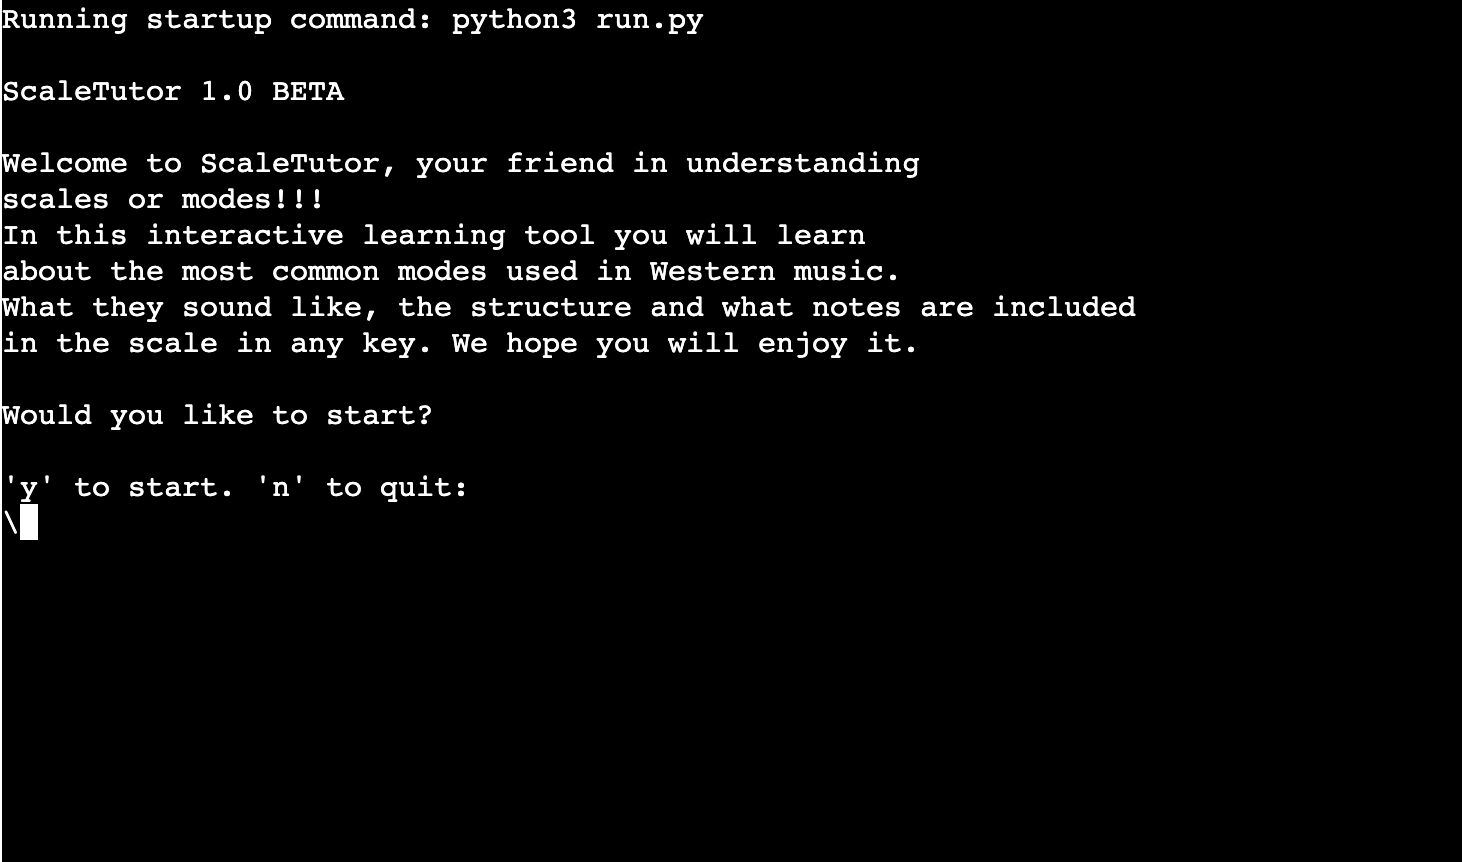 Running startup command: python3 run.py
ScaleTutor 1.0 BETA
Welcome to ScaleTutor, your friend in understanding
scales or modes!!!
In this interactive learning tool you will learn
about the most common modes used in Western music.
What they sound like, the structure and what notes are included
in the scale in any key. We hope you will enjoy it.
Would you like to start?
'y' to start. 'n' to quit:
\